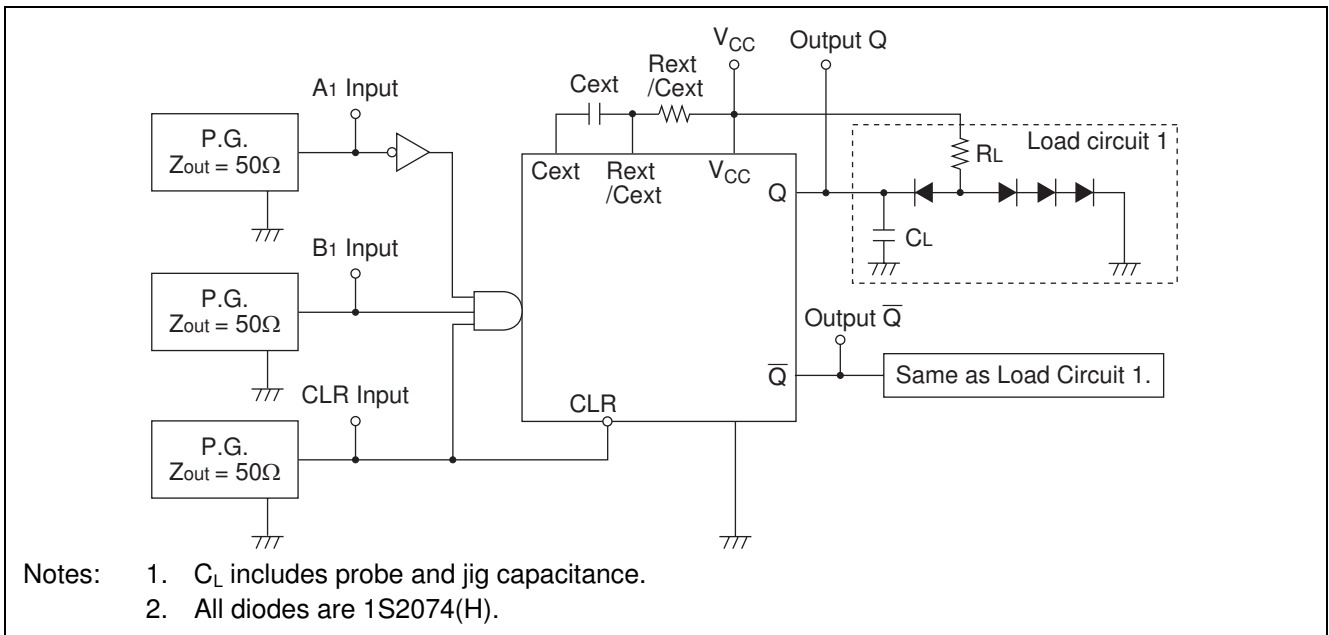 VCC
Output Q
Rext
/Cext
Cext
A1 Input
P.G.
Zout = 50Ω
Load circuit 1
RL
Cext
Rext
/Cext
VCC
Q
CL
B1 Input
P.G.
Zout = 50Ω
Output Q̅
Q̅
Same as Load Circuit 1.
CLR Input
CLR
P.G.
Zout = 50Ω
Notes: 1. CL includes probe and jig capacitance.
2. All diodes are 1S2074(H).